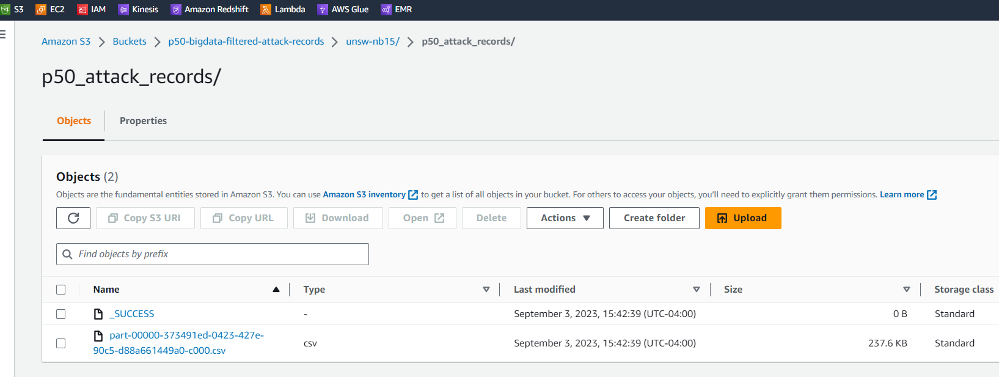 S3 EC2 IAM Kinesis Amazon Redshift Lambda AWS Glue EMR
Amazon S3 > Buckets > p50-bigdata-filtered-attack-records > unsw-nb15/ > p50_attack_records/
p50_attack_records/
Objects Properties
Objects (2)
Objects are the fundamental entities stored in Amazon S3. You can use Amazon S3 inventory to get a list of all objects in your bucket. For others to access your objects, you'll need to explicitly grant them permissions. Learn more
Copy S3 URI Copy URL Download Open Delete Actions Create folder Upload
Find objects by prefix
Name Type Last modified Size Storage class
_SUCCESS - September 3, 2023, 15:42:39 (UTC-04:00) 0 B Standard
part-00000-373491ed-0423-427e-
90c5-d88a661449a0-c000.csv csv September 3, 2023, 15:42:39 (UTC-04:00) 237.6 KB Standard